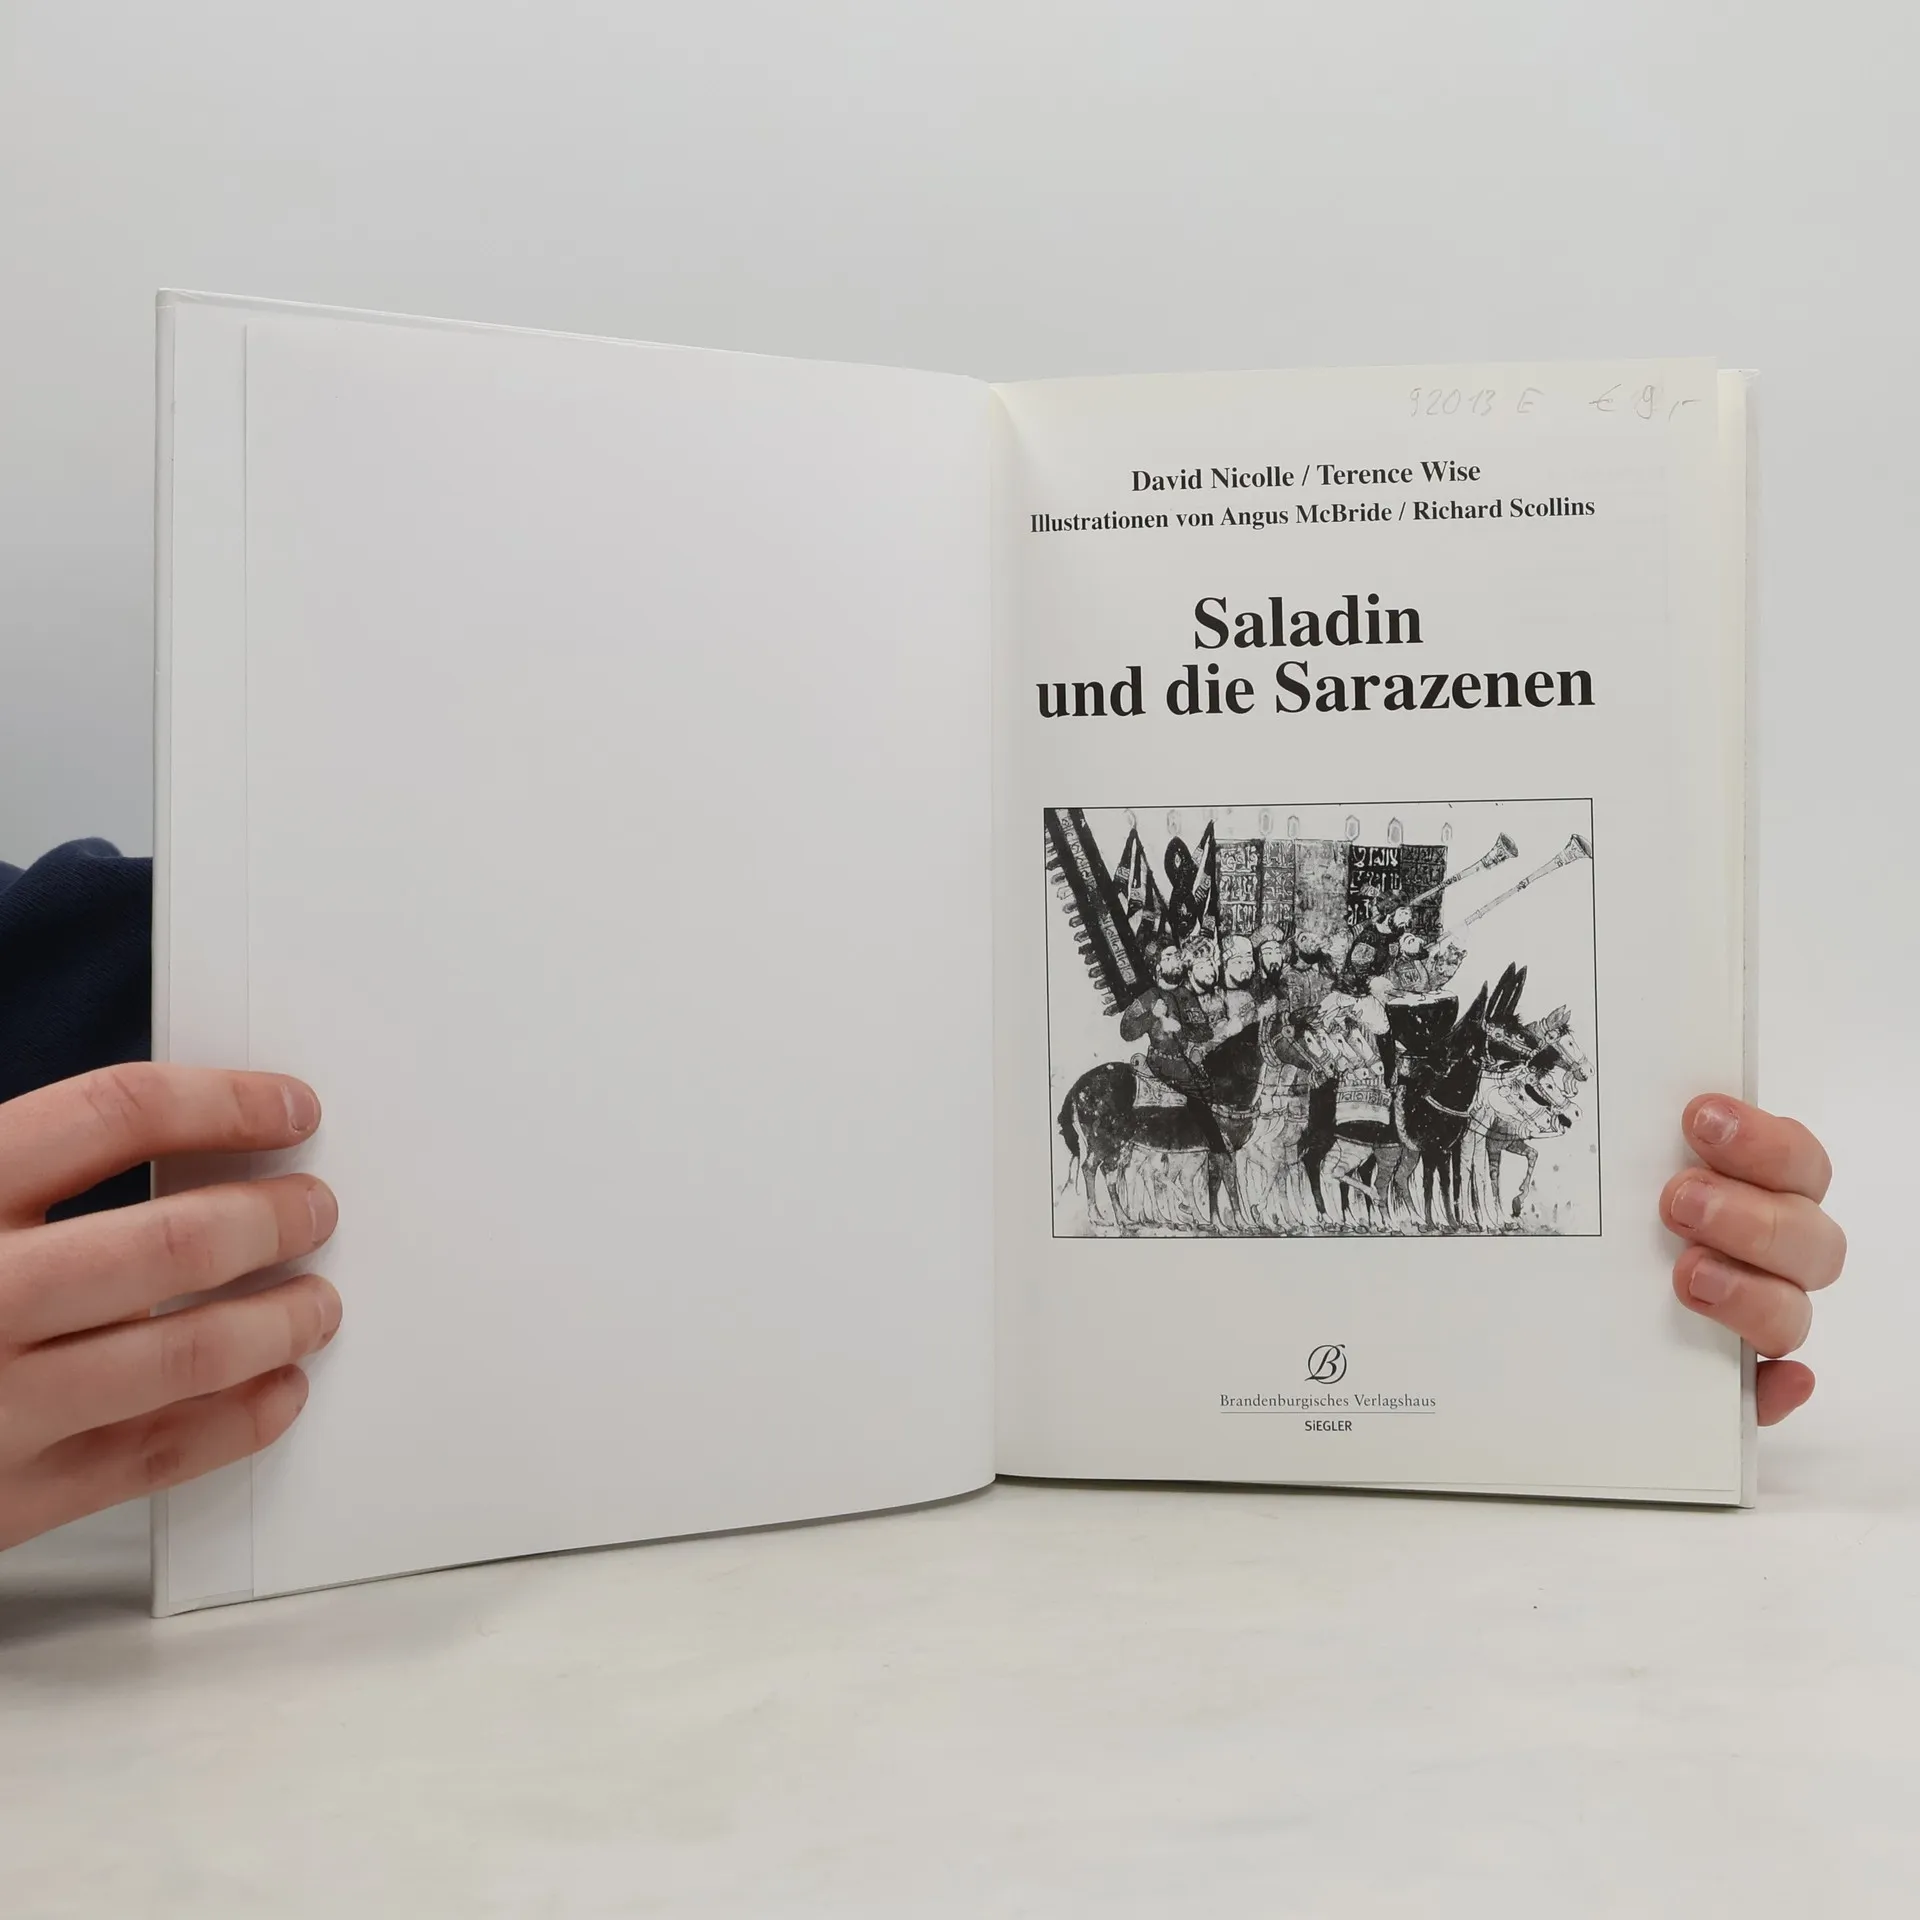 92013 E € 9,-
David Nicolle / Terence Wise
Illustrationen von Angus McBride / Richard Scollins
Saladin
und die Sarazenen
B
Brandenburgisches Verlagshaus
SiEGLER